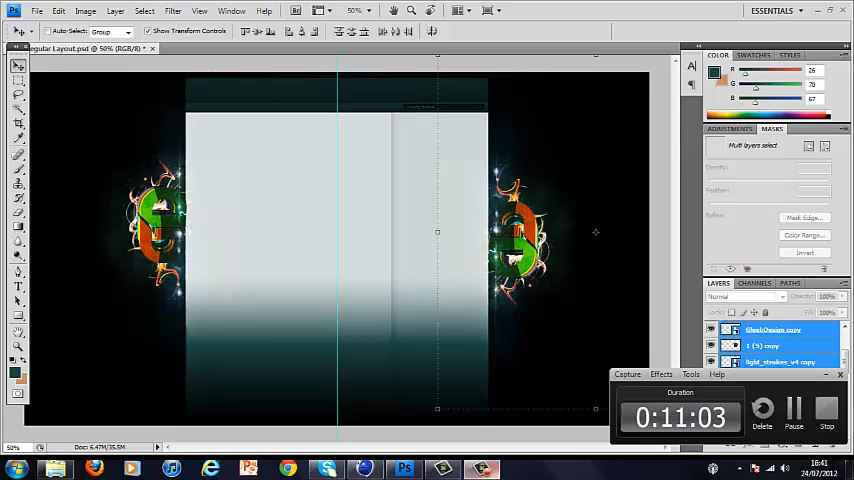 File Edit Image Layer Select Filter View Window Help 50% ESSENTIALS
Auto-Select: Group Show Transform Controls
egular Layout.psd @ 50% (RGB/8) *
COLOR SWATCHES STYLES
R 26
G 70
B 67
ADJUSTMENTS MASKS
Multi layers select
Density:
Feather:
Refine: Mask Edge...
Color Range...
Invert
LAYERS CHANNELS PATHS
Normal Opacity: 100%
Locks: Fill: 100%
GleebDesign copy
1 (5) copy
light_strokes_v4 copy
Capture Effects Tools Help
Duration
0:11:03
Delete Pause Stop
50% Doc: 6.47M/35.5M
16:41
24/07/2012